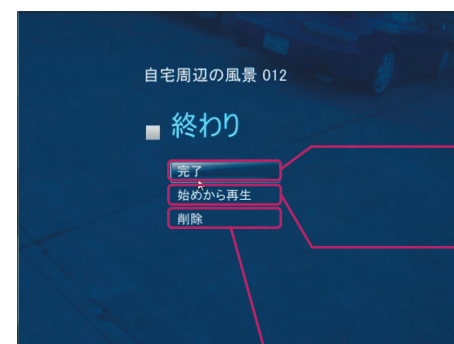 自宅周辺の風景 012
終わり
完了
始めから再生
削除